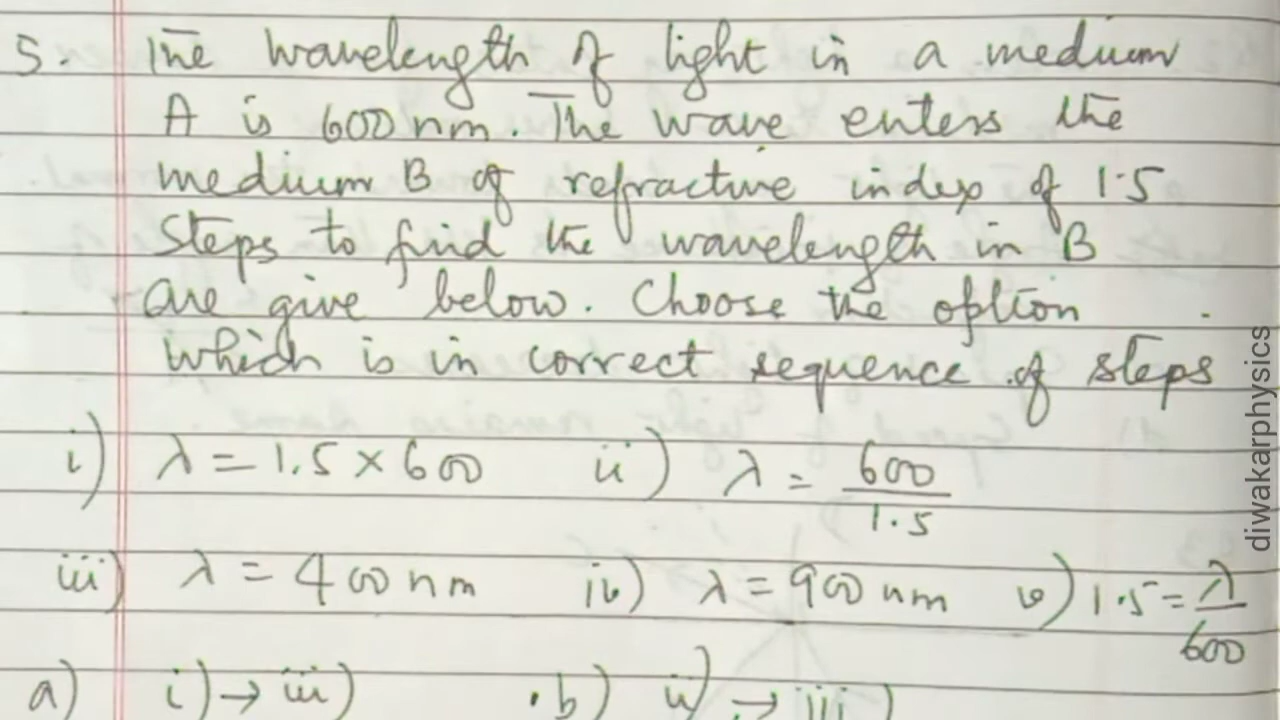 5. The wavelength of light in a medium
A is 600 nm. The wave enters the
medium B of refractive index of 1.5
Steps to find the wavelength in B
are give below. Choose the option
which is in correct sequence of steps
i) λ = 1.5 × 600 ii) λ = 600/1.5
iii) λ = 400 nm iv) λ = 900 nm v) 1.5 = λ/600
a) i) → iii) b) ii) → iii)
diwakarphysics